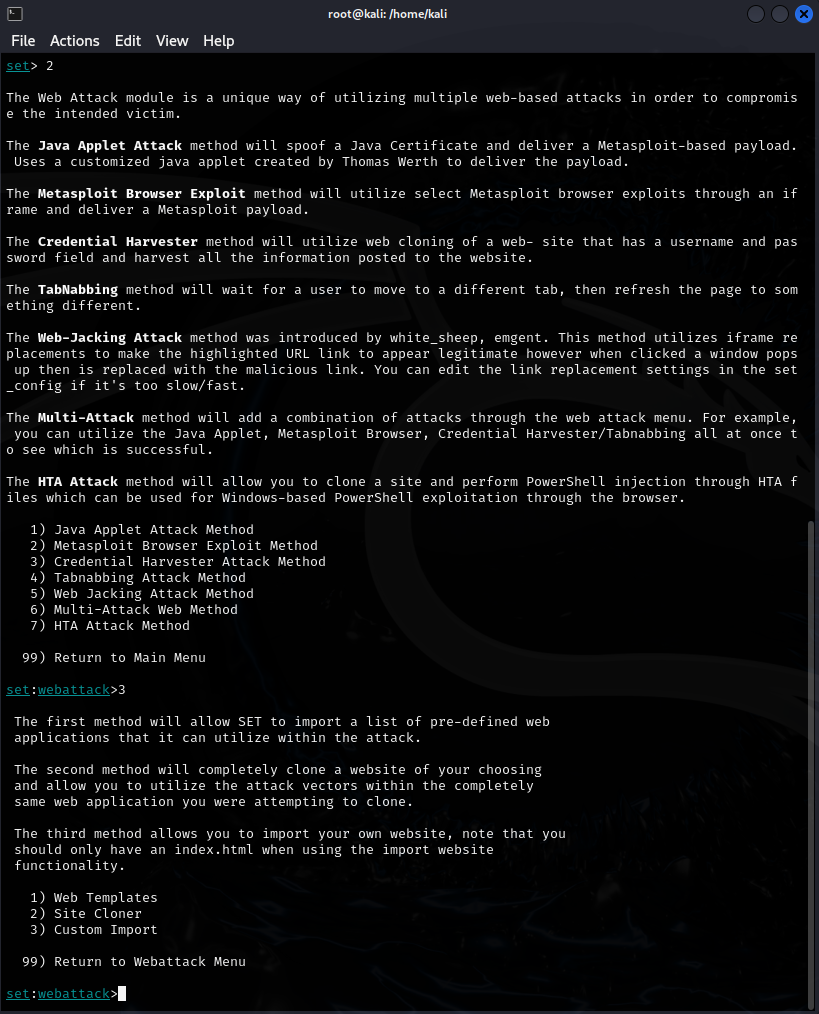 root@kali: /home/kali
File Actions Edit View Help
set> 2
The Web Attack module is a unique way of utilizing multiple web-based attacks in order to compromis
e the intended victim.
The Java Applet Attack method will spoof a Java Certificate and deliver a Metasploit-based payload.
Uses a customized java applet created by Thomas Werth to deliver the payload.
The Metasploit Browser Exploit method will utilize select Metasploit browser exploits through an if
rame and deliver a Metasploit payload.
The Credential Harvester method will utilize web cloning of a web- site that has a username and pas
sword field and harvest all the information posted to the website.
The TabNabbing method will wait for a user to move to a different tab, then refresh the page to som
ething different.
The Web-Jacking Attack method was introduced by white_sheep, emgent. This method utilizes iframe re
placements to make the highlighted URL link to appear legitimate however when clicked a window pops
up then is replaced with the malicious link. You can edit the link replacement settings in the set
_config if it's too slow/fast.
The Multi-Attack method will add a combination of attacks through the web attack menu. For example,
you can utilize the Java Applet, Metasploit Browser, Credential Harvester/Tabnabbing all at once t
o see which is successful.
The HTA Attack method will allow you to clone a site and perform PowerShell injection through HTA f
iles which can be used for Windows-based PowerShell exploitation through the browser.
1) Java Applet Attack Method
2) Metasploit Browser Exploit Method
3) Credential Harvester Attack Method
4) Tabnabbing Attack Method
5) Web Jacking Attack Method
6) Multi-Attack Web Method
7) HTA Attack Method
99) Return to Main Menu
set:webattack>3
The first method will allow SET to import a list of pre-defined web
applications that it can utilize within the attack.
The second method will completely clone a website of your choosing
and allow you to utilize the attack vectors within the completely
same web application you were attempting to clone.
The third method allows you to import your own website, note that you
should only have an index.html when using the import website
functionality.
1) Web Templates
2) Site Cloner
3) Custom Import
99) Return to Webattack Menu
set:webattack>